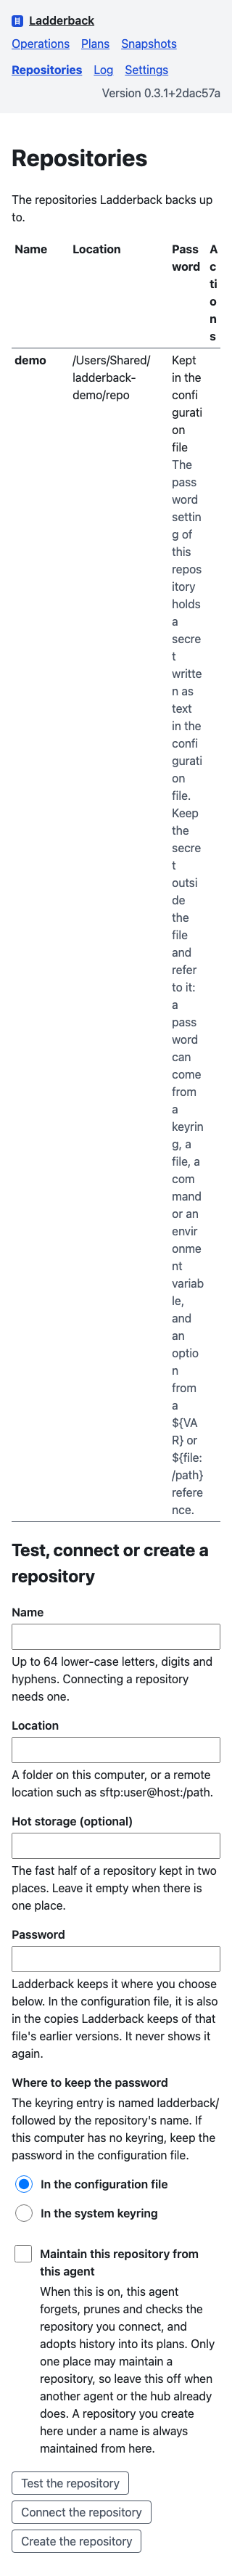 Ladderback
Operations Plans Snapshots
Repositories Log Settings
Version 0.3.1+2dac57a
Repositories
The repositories Ladderback backs up
to.
Name Location Pass
word
A
c
ti
o
n
s
demo
/Users/Shared/
ladderback-
demo/repo
Kept
in the
confi
gurati
on
file
The
pass
word
settin
g of
this
repos
itory
holds
a
secre
t
writte
n as
text
in the
confi
gurati
on
file.
Keep
the
secre
t
outsi
de
the
file
and
refer
to it:
a
pass
word
can
come
from
a
keyrin
g, a
file, a
com
mand
or an
envir
onme
nt
variab
le,
and
an
optio
n
from
a
${VA
R} or
${file:
/path}
refere
nce.
Test, connect or create a
repository
Name
Up to 64 lower-case letters, digits and
hyphens. Connecting a repository
needs one.
Location
A folder on this computer, or a remote
location such as sftp:user@host:/path.
Hot storage (optional)
The fast half of a repository kept in two
places. Leave it empty when there is
one place.
Password
Ladderback keeps it where you choose
below. In the configuration file, it is also
in the copies Ladderback keeps of that
file's earlier versions. It never shows it
again.
Where to keep the password
The keyring entry is named ladderback/
followed by the repository's name. If
this computer has no keyring, keep the
password in the configuration file.
In the configuration file
In the system keyring
Maintain this repository from
this agent
When this is on, this agent
forgets, prunes and checks the
repository you connect, and
adopts history into its plans. Only
one place may maintain a
repository, so leave this off when
another agent or the hub already
does. A repository you create
here under a name is always
maintained from here.
Test the repository
Connect the repository
Create the repository